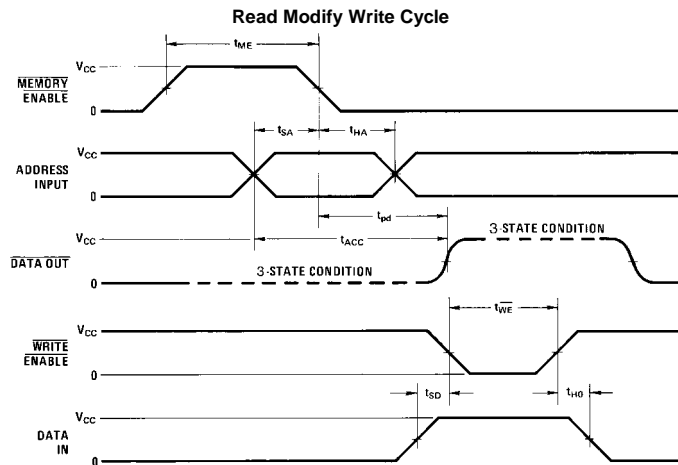 Read Modify Write Cycle
tME
VCC
MEMORY
ENABLE
0
tSA
tHA
VCC
ADDRESS
INPUT
0
tpd
VCC
tACC
3-STATE CONDITION
DATA OUT
3-STATE CONDITION
0
VCC
tWE
WRITE
ENABLE
0
tSD
tHD
VCC
DATA
IN
0